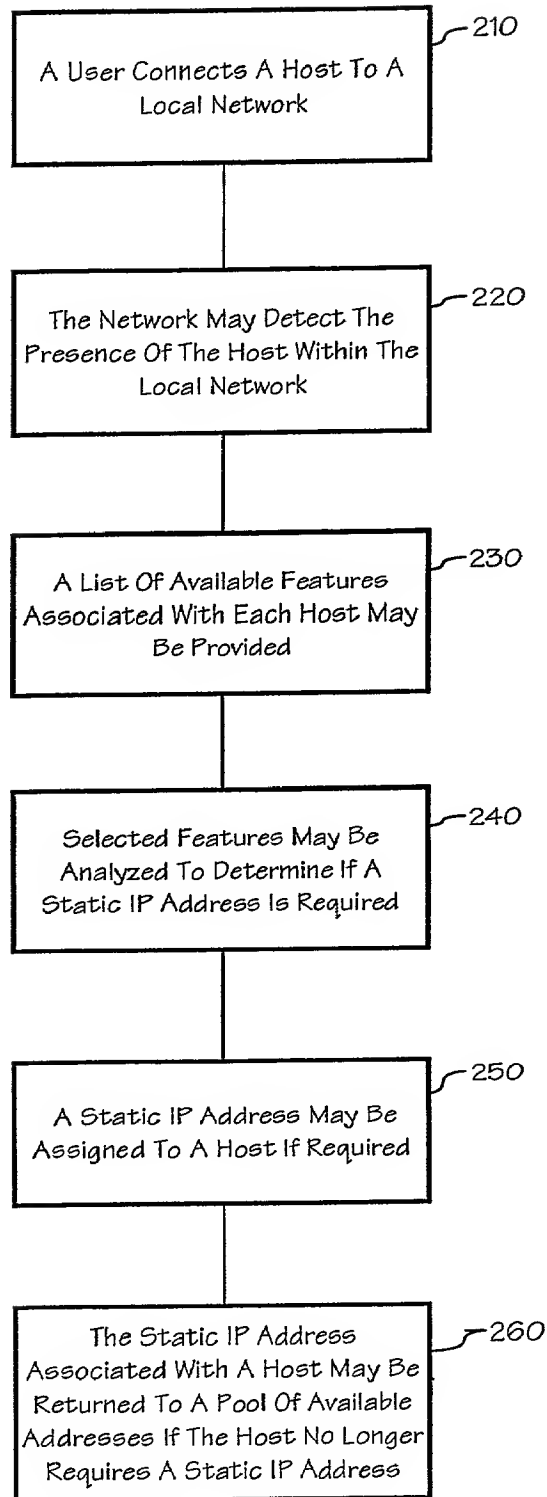 210
A User Connects A Host To A
Local Network
220
The Network May Detect The
Presence Of The Host Within The
Local Network
230
A List Of Available Features
Associated With Each Host May
Be Provided
240
Selected Features May Be
Analyzed To Determine If A
Static IP Address Is Required
250
A Static IP Address May Be
Assigned To A Host If Required
260
The Static IP Address
Associated With A Host May Be
Returned To A Pool Of Available
Addresses If The Host No Longer
Requires A Static IP Address